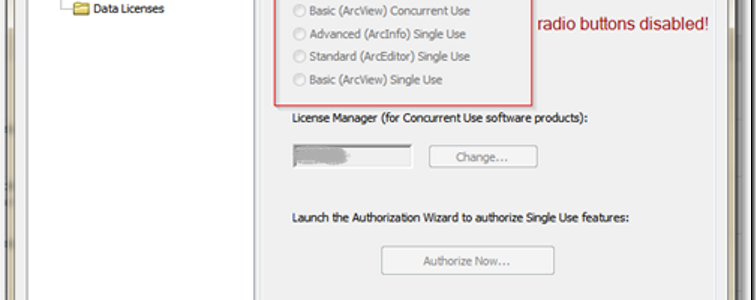 Data Licenses
Basic (ArcView) Concurrent Use
Advanced (ArcInfo) Single Use
radio buttons disabled!
Standard (ArcEditor) Single Use
Basic (ArcView) Single Use
License Manager (for Concurrent Use software products):
Change...
Launch the Authorization Wizard to authorize Single Use features:
Authorize Now...